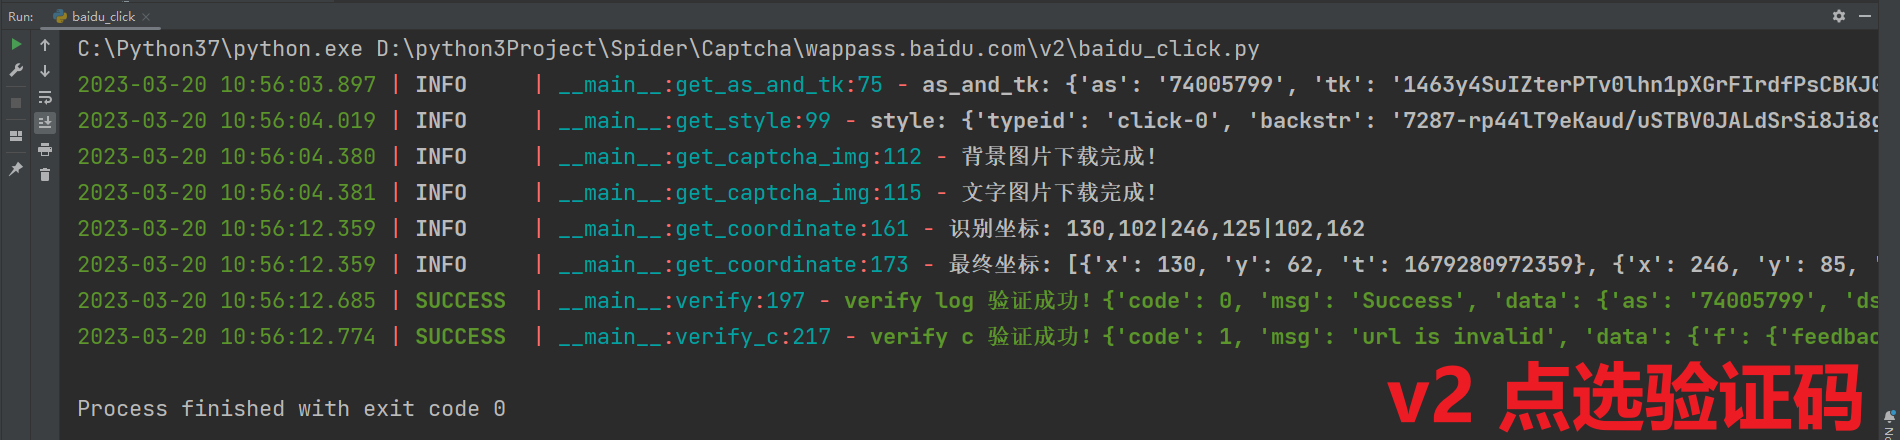 Run: baidu_click
C:\Python37\python.exe D:\python3Project\Spider\Captcha\wappass.baidu.com\v2\baidu_click.py
2023-03-20 10:56:03.897 | INFO | __main__:get_as_and_tk:75 - as_and_tk: {'as': '74005799', 'tk': '1463y4SuIZterPTv0lhn1pXGrFIrdfPsCBKJ0
2023-03-20 10:56:04.019 | INFO | __main__:get_style:99 - style: {'typeid': 'click-0', 'backstr': '7287-rp44lT9eKaud/uSTBV0JALdSrSi8Ji8g
2023-03-20 10:56:04.380 | INFO | __main__:get_captcha_img:112 - 背景图片下载完成!
2023-03-20 10:56:04.381 | INFO | __main__:get_captcha_img:115 - 文字图片下载完成!
2023-03-20 10:56:12.359 | INFO | __main__:get_coordinate:161 - 识别坐标: 130,102|246,125|102,162
2023-03-20 10:56:12.359 | INFO | __main__:get_coordinate:173 - 最终坐标: [{'x': 130, 'y': 62, 't': 1679280972359}, {'x': 246, 'y': 85, '
2023-03-20 10:56:12.685 | SUCCESS | __main__:verify:197 - verify log 验证成功! {'code': 0, 'msg': 'Success', 'data': {'as': '74005799', 'ds
2023-03-20 10:56:12.774 | SUCCESS | __main__:verify_c:217 - verify c 验证成功! {'code': 1, 'msg': 'url is invalid', 'data': {'f': {'feedbac
v2 点选验证码
Process finished with exit code 0